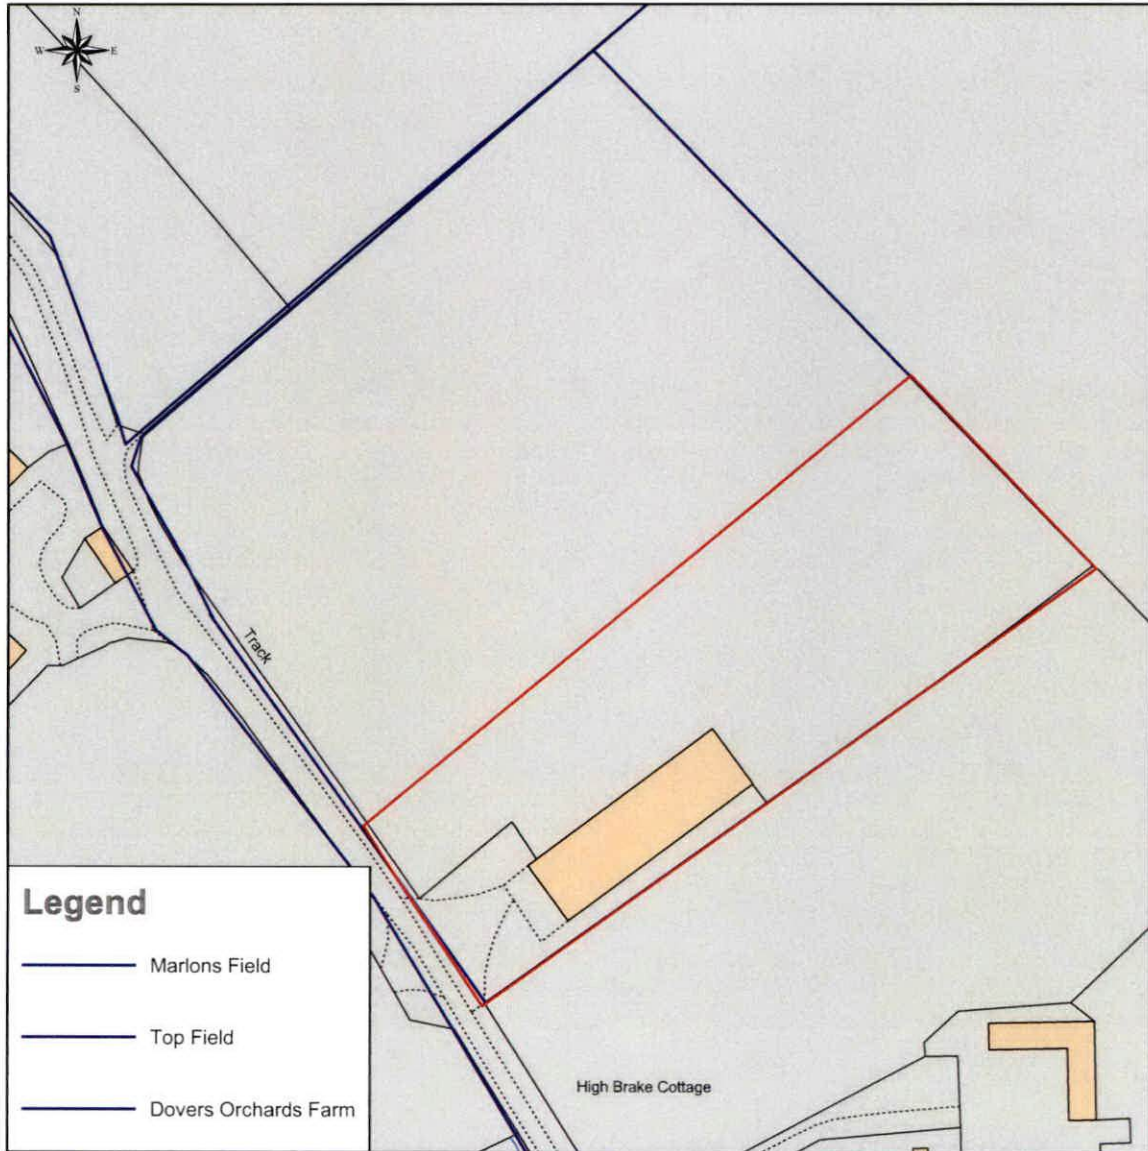 N
W E
S
Track
Legend
Marlons Field
Top Field
Dovers Orchards Farm
High Brake Cottage